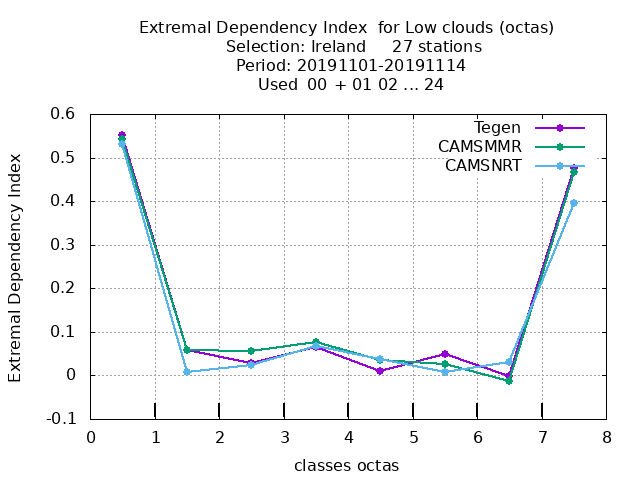 Extremal Dependency Index  for Low clouds (octas)
Selection: Ireland     27 stations
Period: 20191101-20191114
Used  00  + 01 02 ... 24
Tegen
CAMSMMR
CAMSNRT
Extremal Dependency Index
0.6
0.5
0.4
0.3
0.2
0.1
0
-0.1
0 1 2 3 4 5 6 7 8
classes octas